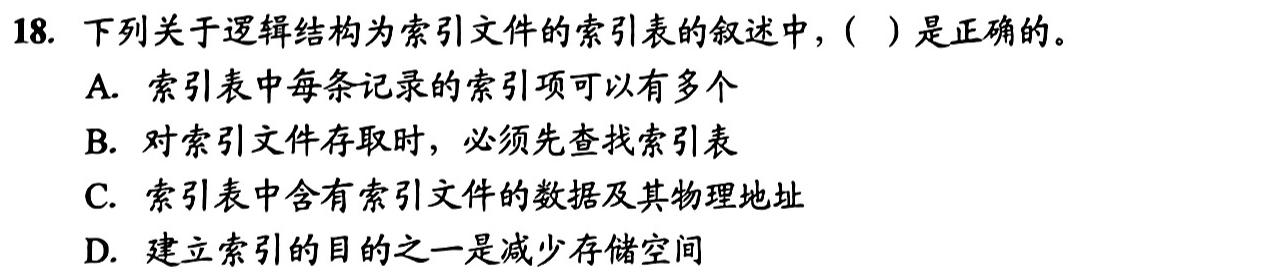 18. 下列关于逻辑结构为索引文件的索引表的叙述中，( ) 是正确的。
A. 索引表中每条记录的索引项可以有多个
B. 对索引文件存取时，必须先查找索引表
C. 索引表中含有索引文件的数据及其物理地址
D. 建立索引的目的之一是减少存储空间